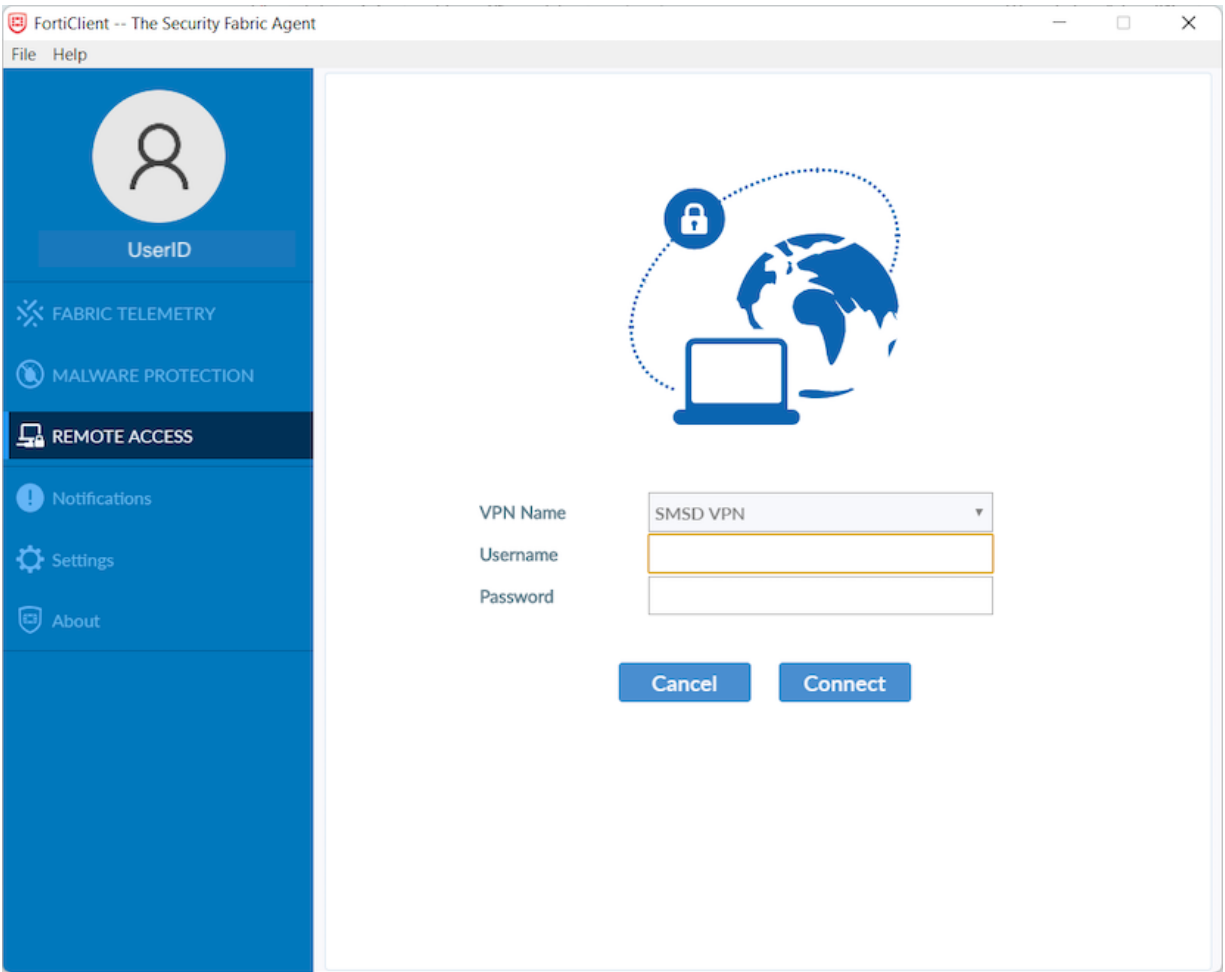 FortiClient -- The Security Fabric Agent
File Help
UserID
FABRIC TELEMETRY
MALWARE PROTECTION
REMOTE ACCESS
Notifications
Settings
About
VPN Name SMSD VPN
Username
Password
Cancel Connect